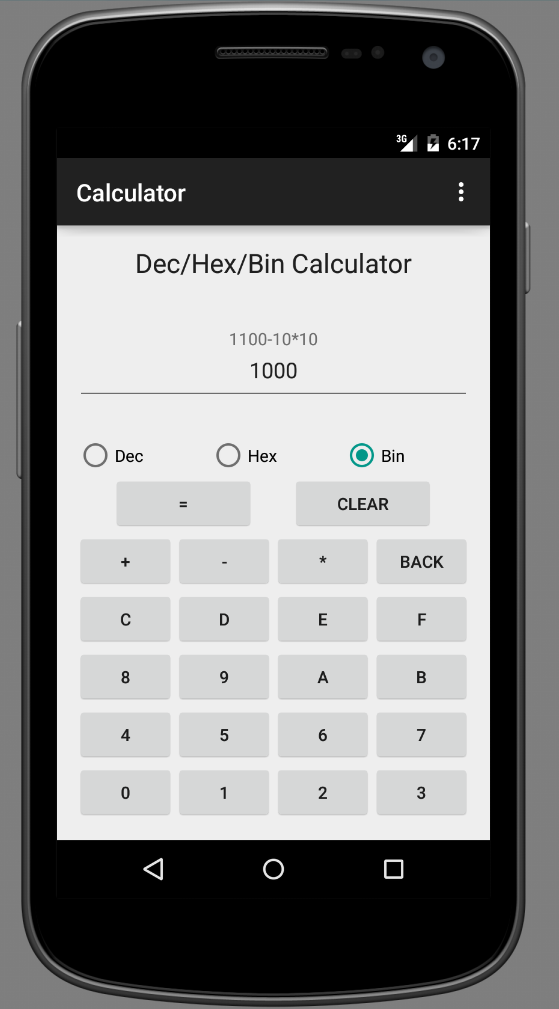 3G 6:17
Calculator
Dec/Hex/Bin Calculator
1100-10*10
1000
Dec Hex Bin
= CLEAR
+ - * BACK
C D E F
8 9 A B
4 5 6 7
0 1 2 3